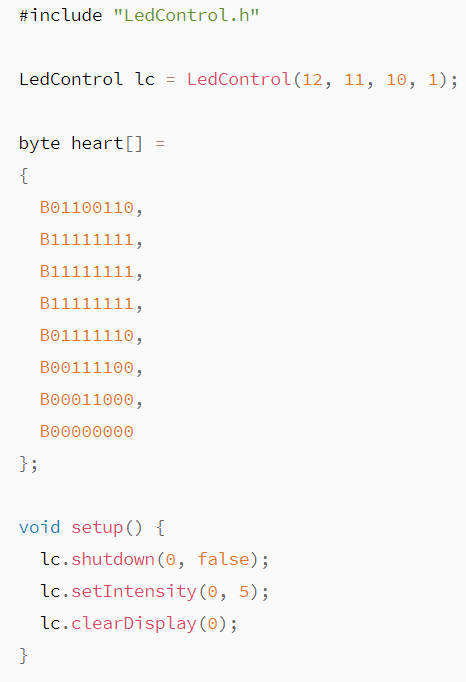 #include "LedControl.h"
LedControl lc = LedControl(12, 11, 10, 1);
byte heart[] =
{
  B01100110,
  B11111111,
  B11111111,
  B11111111,
  B01111110,
  B00111100,
  B00011000,
  B00000000
};
void setup() {
  lc.shutdown(0, false);
  lc.setIntensity(0, 5);
  lc.clearDisplay(0);
}